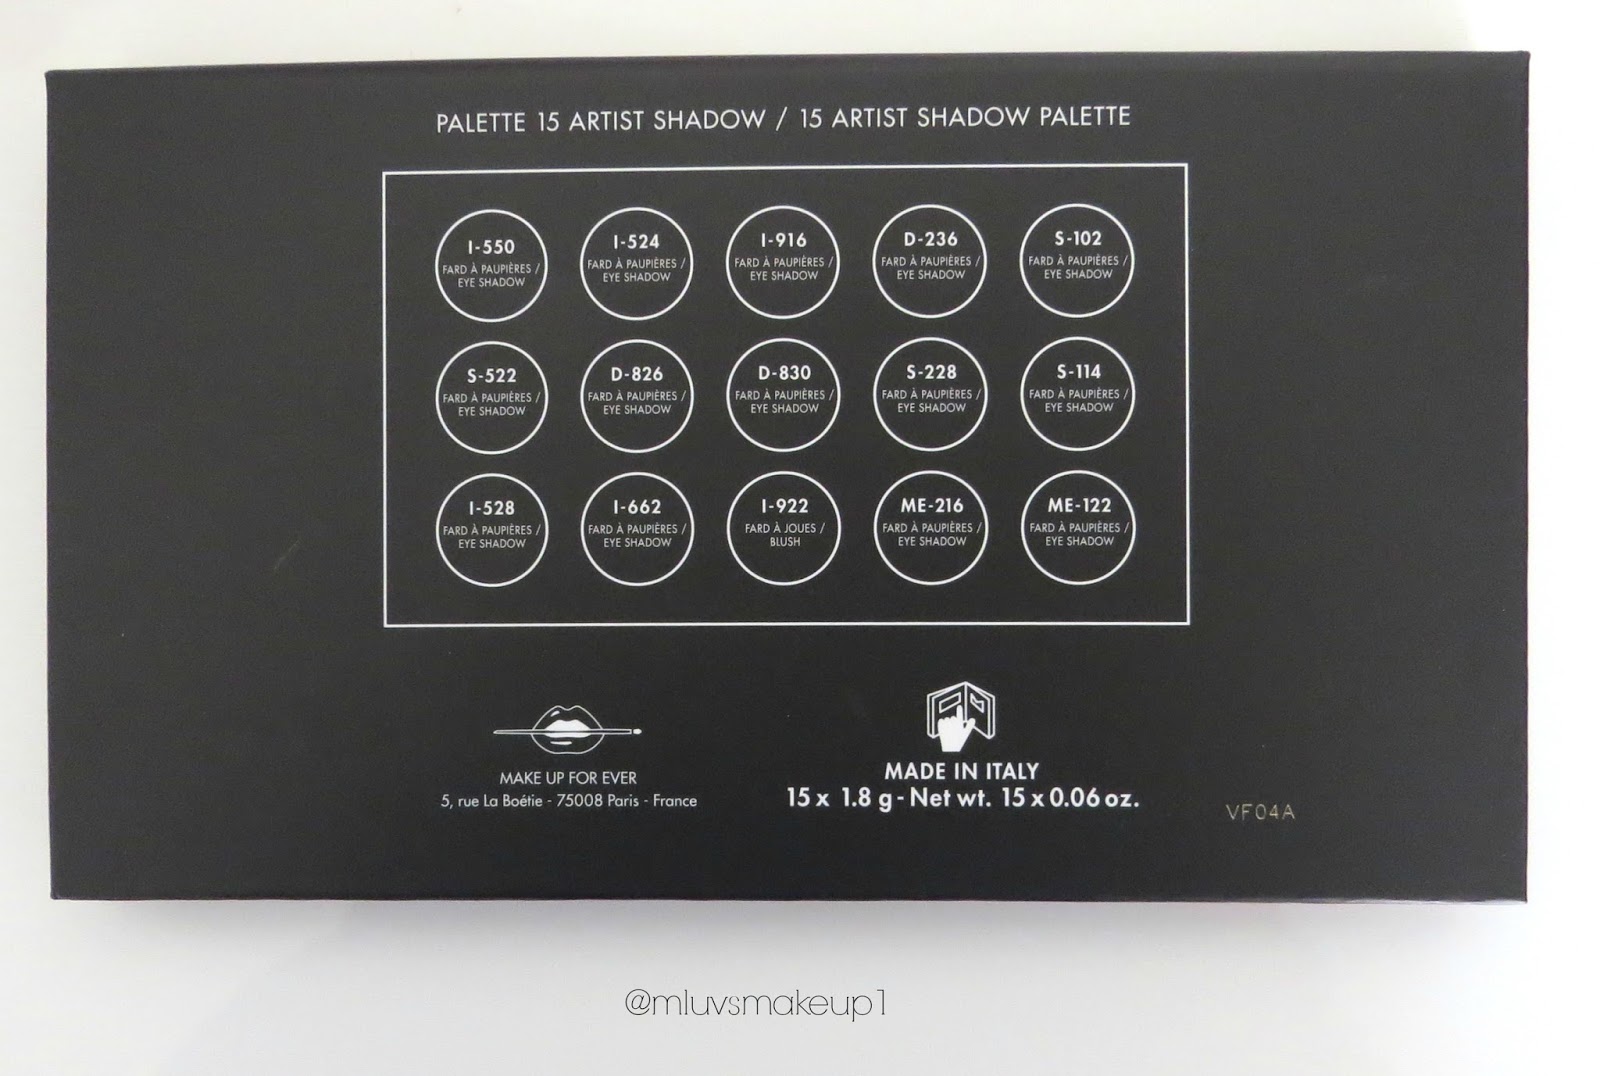 PALETTE 15 ARTIST SHADOW / 15 ARTIST SHADOW PALETTE
I-550
FARD À PAUPIÈRES /
EYE SHADOW
I-524
FARD À PAUPIÈRES /
EYE SHADOW
I-916
FARD À PAUPIÈRES /
EYE SHADOW
D-236
FARD À PAUPIÈRES /
EYE SHADOW
S-102
FARD À PAUPIÈRES /
EYE SHADOW
S-522
FARD À PAUPIÈRES /
EYE SHADOW
D-826
FARD À PAUPIÈRES /
EYE SHADOW
D-830
FARD À PAUPIÈRES /
EYE SHADOW
S-228
FARD À PAUPIÈRES /
EYE SHADOW
S-114
FARD À PAUPIÈRES /
EYE SHADOW
I-528
FARD À PAUPIÈRES /
EYE SHADOW
I-662
FARD À PAUPIÈRES /
EYE SHADOW
I-922
FARD À JOUES /
BLUSH
ME-216
FARD À PAUPIÈRES /
EYE SHADOW
ME-122
FARD À PAUPIÈRES /
EYE SHADOW
MAKE UP FOR EVER
5, rue La Boétie - 75008 Paris - France
MADE IN ITALY
15 x 1.8 g - Net wt. 15 x 0.06 oz.
VF04A
@mluvsmakeup1